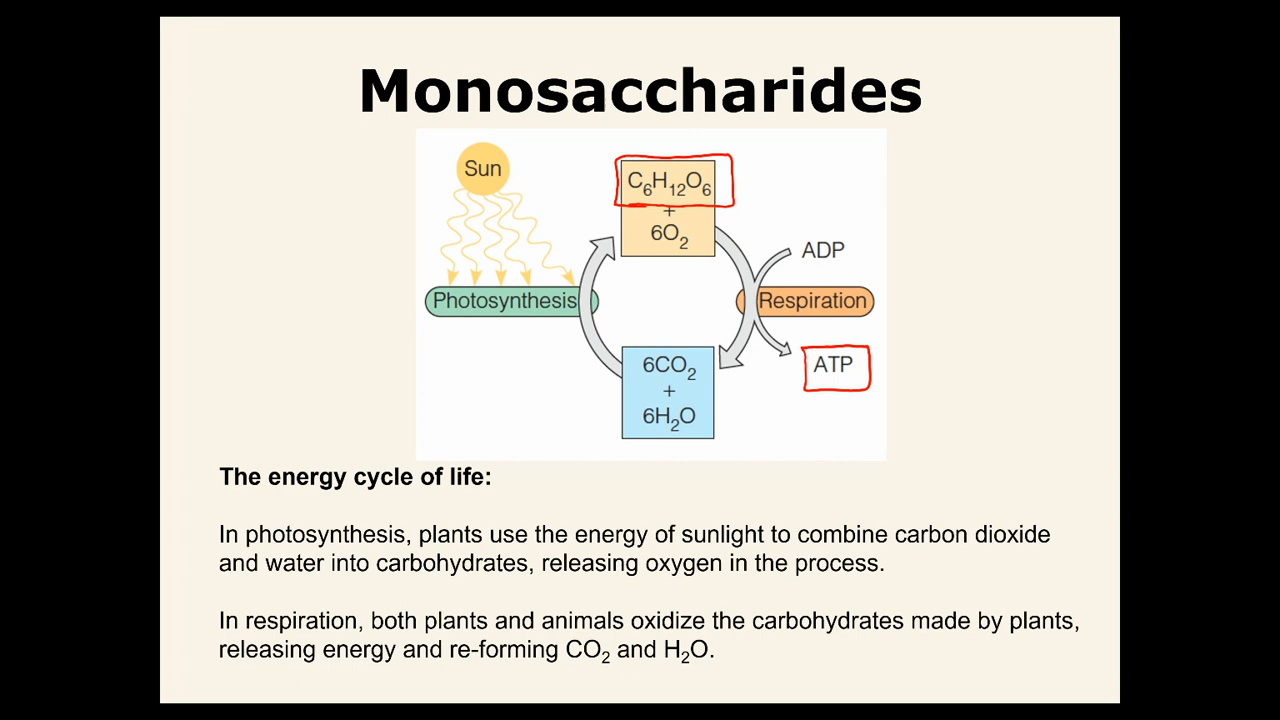 Monosaccharides
Sun
C₆H₁₂O₆
+
6O₂
ADP
Photosynthesis
Respiration
6CO₂
+
6H₂O
ATP
The energy cycle of life:
In photosynthesis, plants use the energy of sunlight to combine carbon dioxide
and water into carbohydrates, releasing oxygen in the process.
In respiration, both plants and animals oxidize the carbohydrates made by plants,
releasing energy and re-forming CO₂ and H₂O.